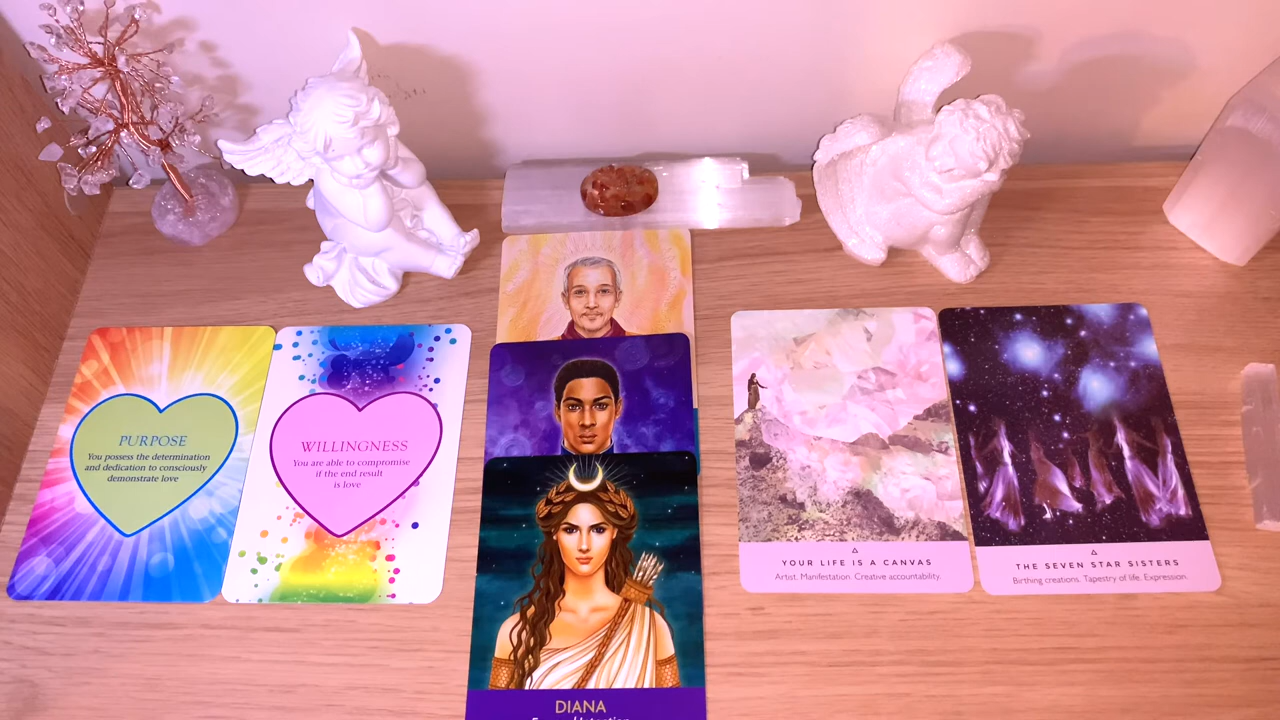 PURPOSE
You possess the determination
and dedication to consciously
demonstrate love
WILLINGNESS
You are able to compromise
if the end result
is love
DIANA
YOUR LIFE IS A CANVAS
Artist. Manifestation. Creative accountability.
THE SEVEN STAR SISTERS
Birthing creations. Tapestry of life. Expression.